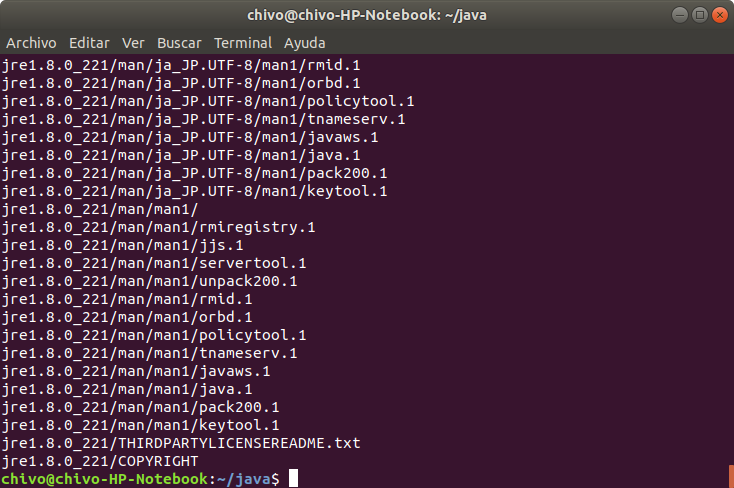 chivo@chivo-HP-Notebook: ~/java
Archivo Editar Ver Buscar Terminal Ayuda
jre1.8.0_221/man/ja_JP.UTF-8/man1/rmid.1
jre1.8.0_221/man/ja_JP.UTF-8/man1/orbd.1
jre1.8.0_221/man/ja_JP.UTF-8/man1/policytool.1
jre1.8.0_221/man/ja_JP.UTF-8/man1/tnameserv.1
jre1.8.0_221/man/ja_JP.UTF-8/man1/javaws.1
jre1.8.0_221/man/ja_JP.UTF-8/man1/java.1
jre1.8.0_221/man/ja_JP.UTF-8/man1/pack200.1
jre1.8.0_221/man/ja_JP.UTF-8/man1/keytool.1
jre1.8.0_221/man/man1/
jre1.8.0_221/man/man1/rmiregistry.1
jre1.8.0_221/man/man1/jjs.1
jre1.8.0_221/man/man1/servertool.1
jre1.8.0_221/man/man1/unpack200.1
jre1.8.0_221/man/man1/rmid.1
jre1.8.0_221/man/man1/orbd.1
jre1.8.0_221/man/man1/policytool.1
jre1.8.0_221/man/man1/tnameserv.1
jre1.8.0_221/man/man1/javaws.1
jre1.8.0_221/man/man1/java.1
jre1.8.0_221/man/man1/pack200.1
jre1.8.0_221/man/man1/keytool.1
jre1.8.0_221/THIRDPARTYLICENSEREADME.txt
jre1.8.0_221/COPYRIGHT
chivo@chivo-HP-Notebook:~/java$